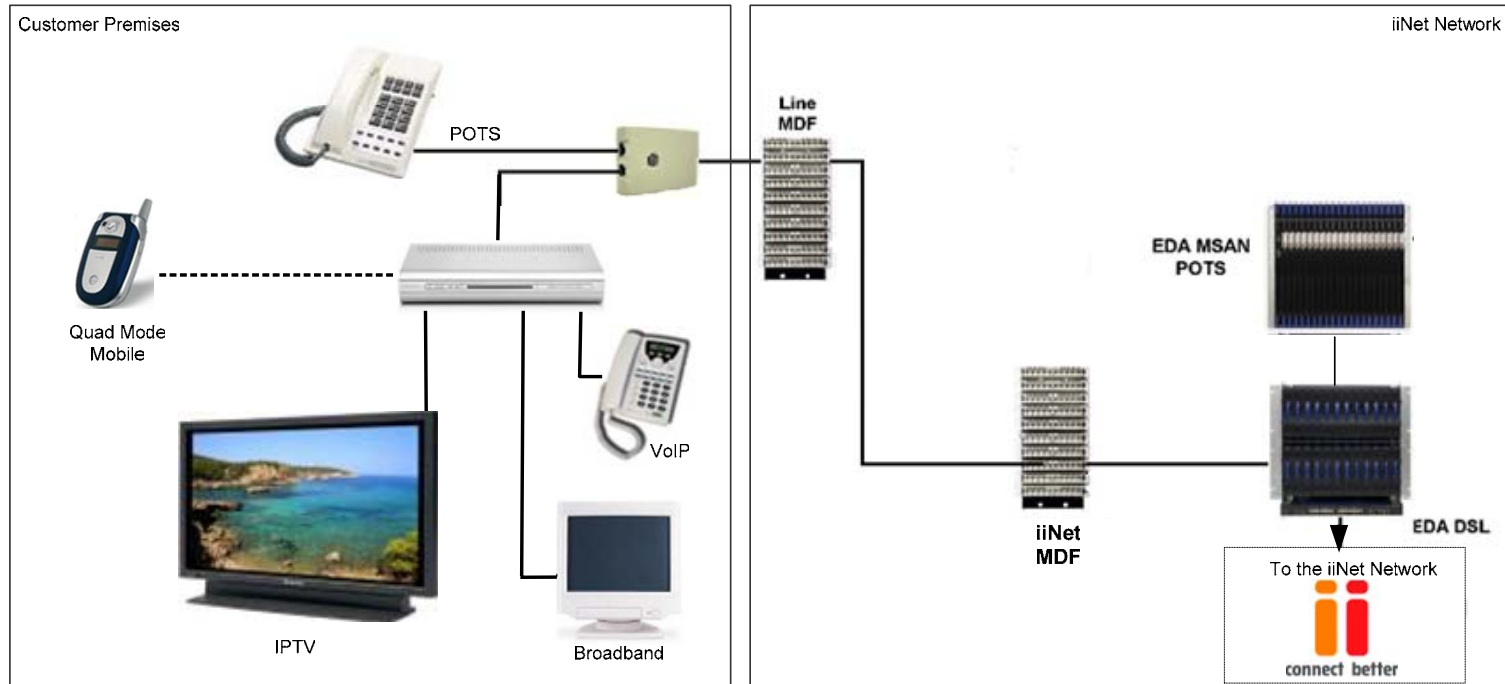 Customer Premises
iiNet Network
POTS
Line
MDF
EDA MSAN
POTS
Quad Mode
Mobile
VoIP
IPTV
Broadband
iiNet
MDF
EDA DSL
To the iiNet Network
ii
connect better